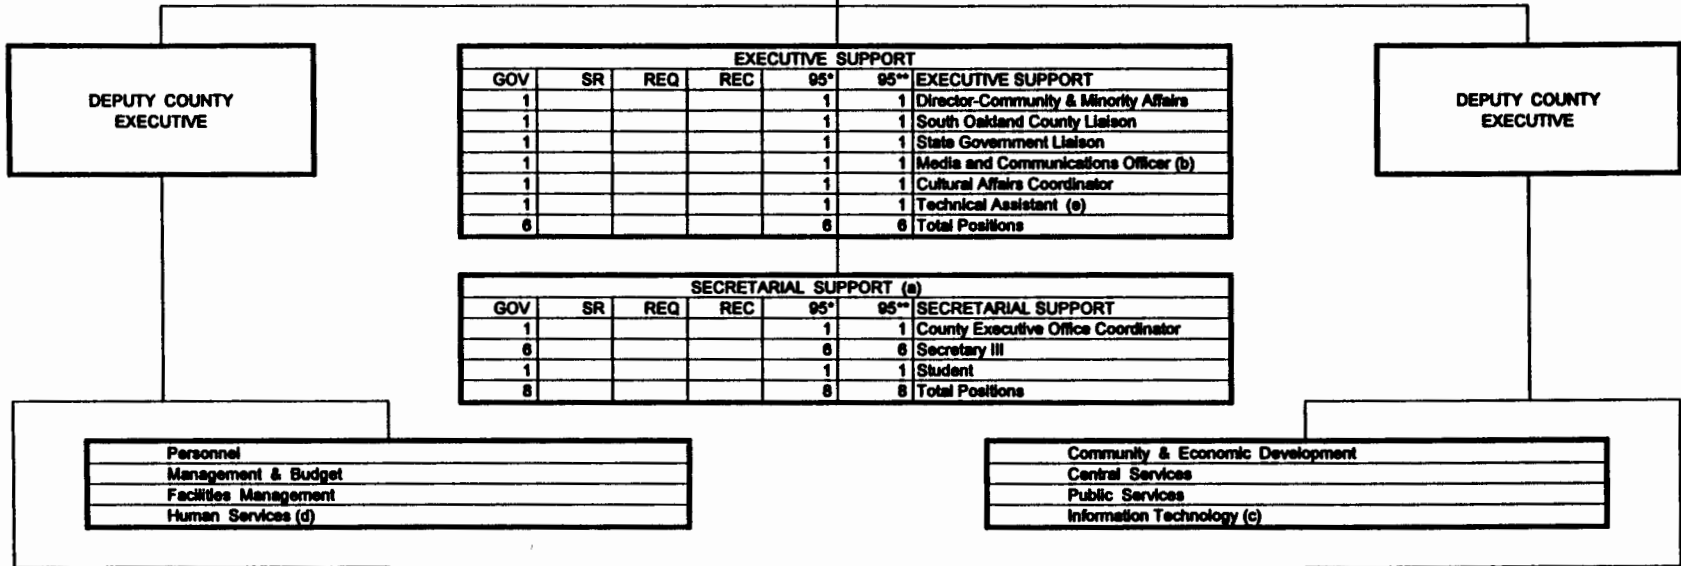 DEPUTY COUNTY
EXECUTIVE
EXECUTIVE SUPPORT
GOV SR REQ REC 95* 95** EXECUTIVE SUPPORT
1 1 1 Director-Community & Minority Affairs
1 1 1 South Oakland County Liaison
1 1 1 State Government Liaison
1 1 1 Media and Communications Officer (b)
1 1 1 Cultural Affairs Coordinator
1 1 1 Technical Assistant (e)
6 6 6 Total Positions
DEPUTY COUNTY
EXECUTIVE
SECRETARIAL SUPPORT (a)
GOV SR REQ REC 95* 95** SECRETARIAL SUPPORT
1 1 1 County Executive Office Coordinator
6 6 6 Secretary III
1 1 1 Student
8 8 8 Total Positions
Personnel
Management & Budget
Facilities Management
Human Services (d)
Community & Economic Development
Central Services
Public Services
Information Technology (c)